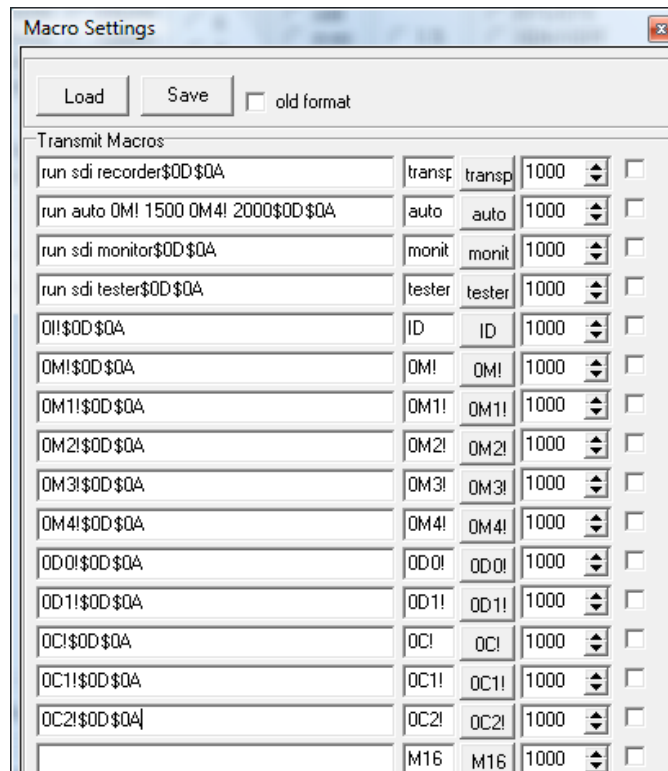 Macro Settings
Load Save old format
Transmit Macros
run sdi recorder$0D$0A transp transp 1000
run auto 0M! 1500 0M4! 2000$0D$0A auto auto 1000
run sdi monitor$0D$0A monit monit 1000
run sdi tester$0D$0A tester tester 1000
0I!$0D$0A ID ID 1000
0M!$0D$0A 0M! 0M! 1000
0M1!$0D$0A 0M1! 0M1! 1000
0M2!$0D$0A 0M2! 0M2! 1000
0M3!$0D$0A 0M3! 0M3! 1000
0M4!$0D$0A 0M4! 0M4! 1000
0D0!$0D$0A 0D0! 0D0! 1000
0D1!$0D$0A 0D1! 0D1! 1000
0C!$0D$0A 0C! 0C! 1000
0C1!$0D$0A 0C1! 0C1! 1000
0C2!$0D$0A 0C2! 0C2! 1000
M16 M16 1000